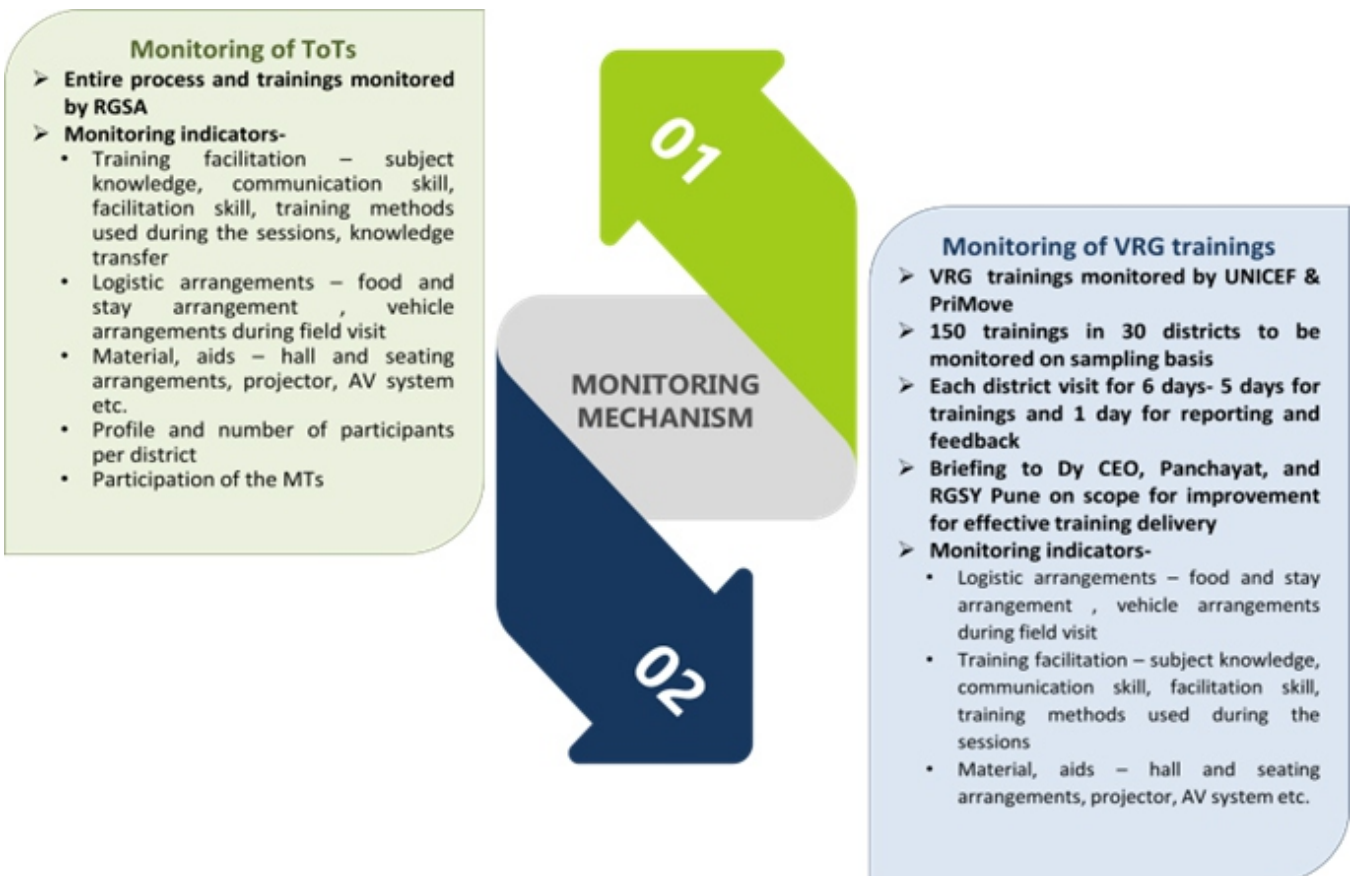 Monitoring of ToTs
➢ Entire process and trainings monitored
by RGSA
➢ Monitoring indicators-
• Training facilitation – subject
knowledge, communication skill,
facilitation skill, training methods
used during the sessions, knowledge
transfer
• Logistic arrangements – food and
stay arrangement , vehicle
arrangements during field visit
• Material, aids – hall and seating
arrangements, projector, AV system
etc.
• Profile and number of participants
per district
• Participation of the MTs
01
MONITORING
MECHANISM
02
Monitoring of VRG trainings
➢ VRG trainings monitored by UNICEF &
PriMove
➢ 150 trainings in 30 districts to be
monitored on sampling basis
➢ Each district visit for 6 days- 5 days for
trainings and 1 day for reporting and
feedback
➢ Briefing to Dy CEO, Panchayat, and
RGSY Pune on scope for improvement
for effective training delivery
➢ Monitoring indicators-
• Logistic arrangements – food and stay
arrangement , vehicle arrangements
during field visit
• Training facilitation – subject knowledge,
communication skill, facilitation skill,
training methods used during the
sessions
• Material, aids – hall and seating
arrangements, projector, AV system etc.